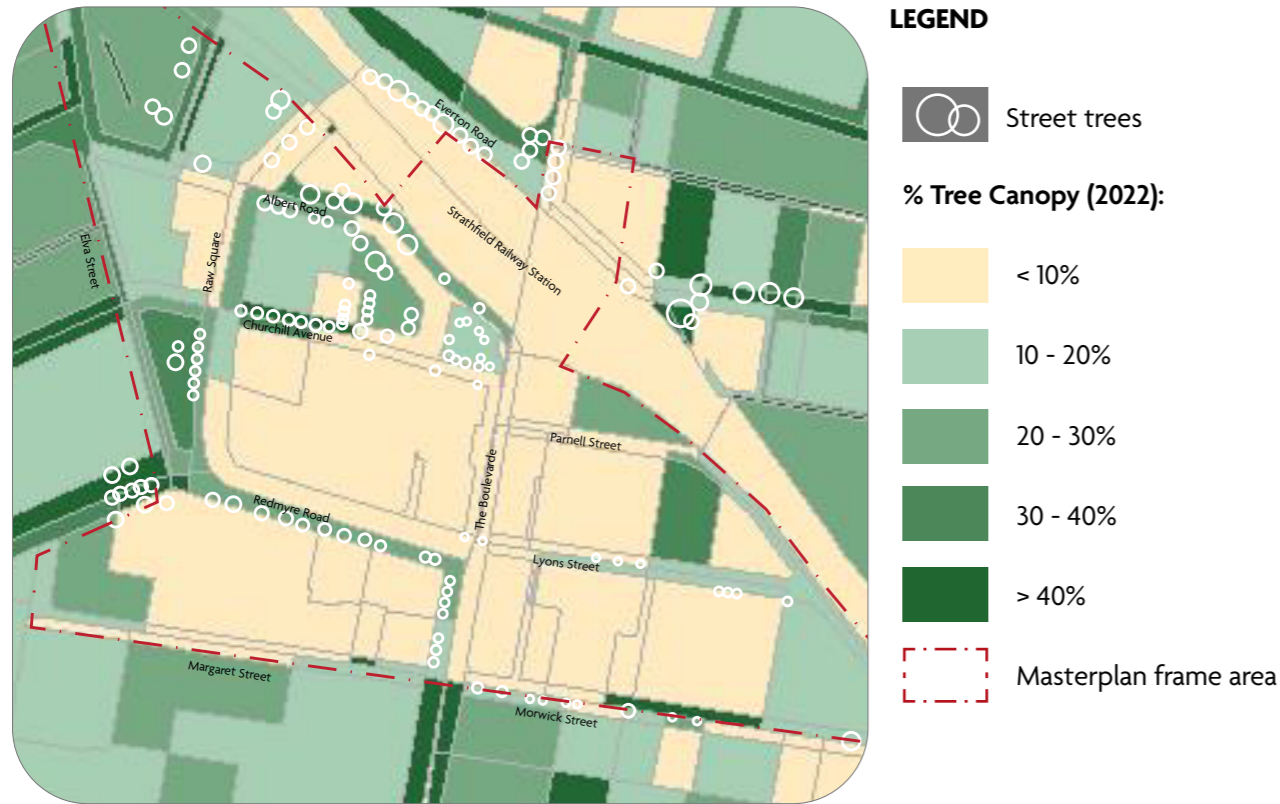 LEGEND
Street trees
% Tree Canopy (2022):
< 10%
10 - 20%
20 - 30%
30 - 40%
> 40%
Masterplan frame area
Everton Road
Albert Road
Strathfield Railway Station
Elva Street
Raw Square
Churchill Avenue
Parnell Street
The Boulevarde
Redmyre Road
Lyons Street
Margaret Street
Morwick Street